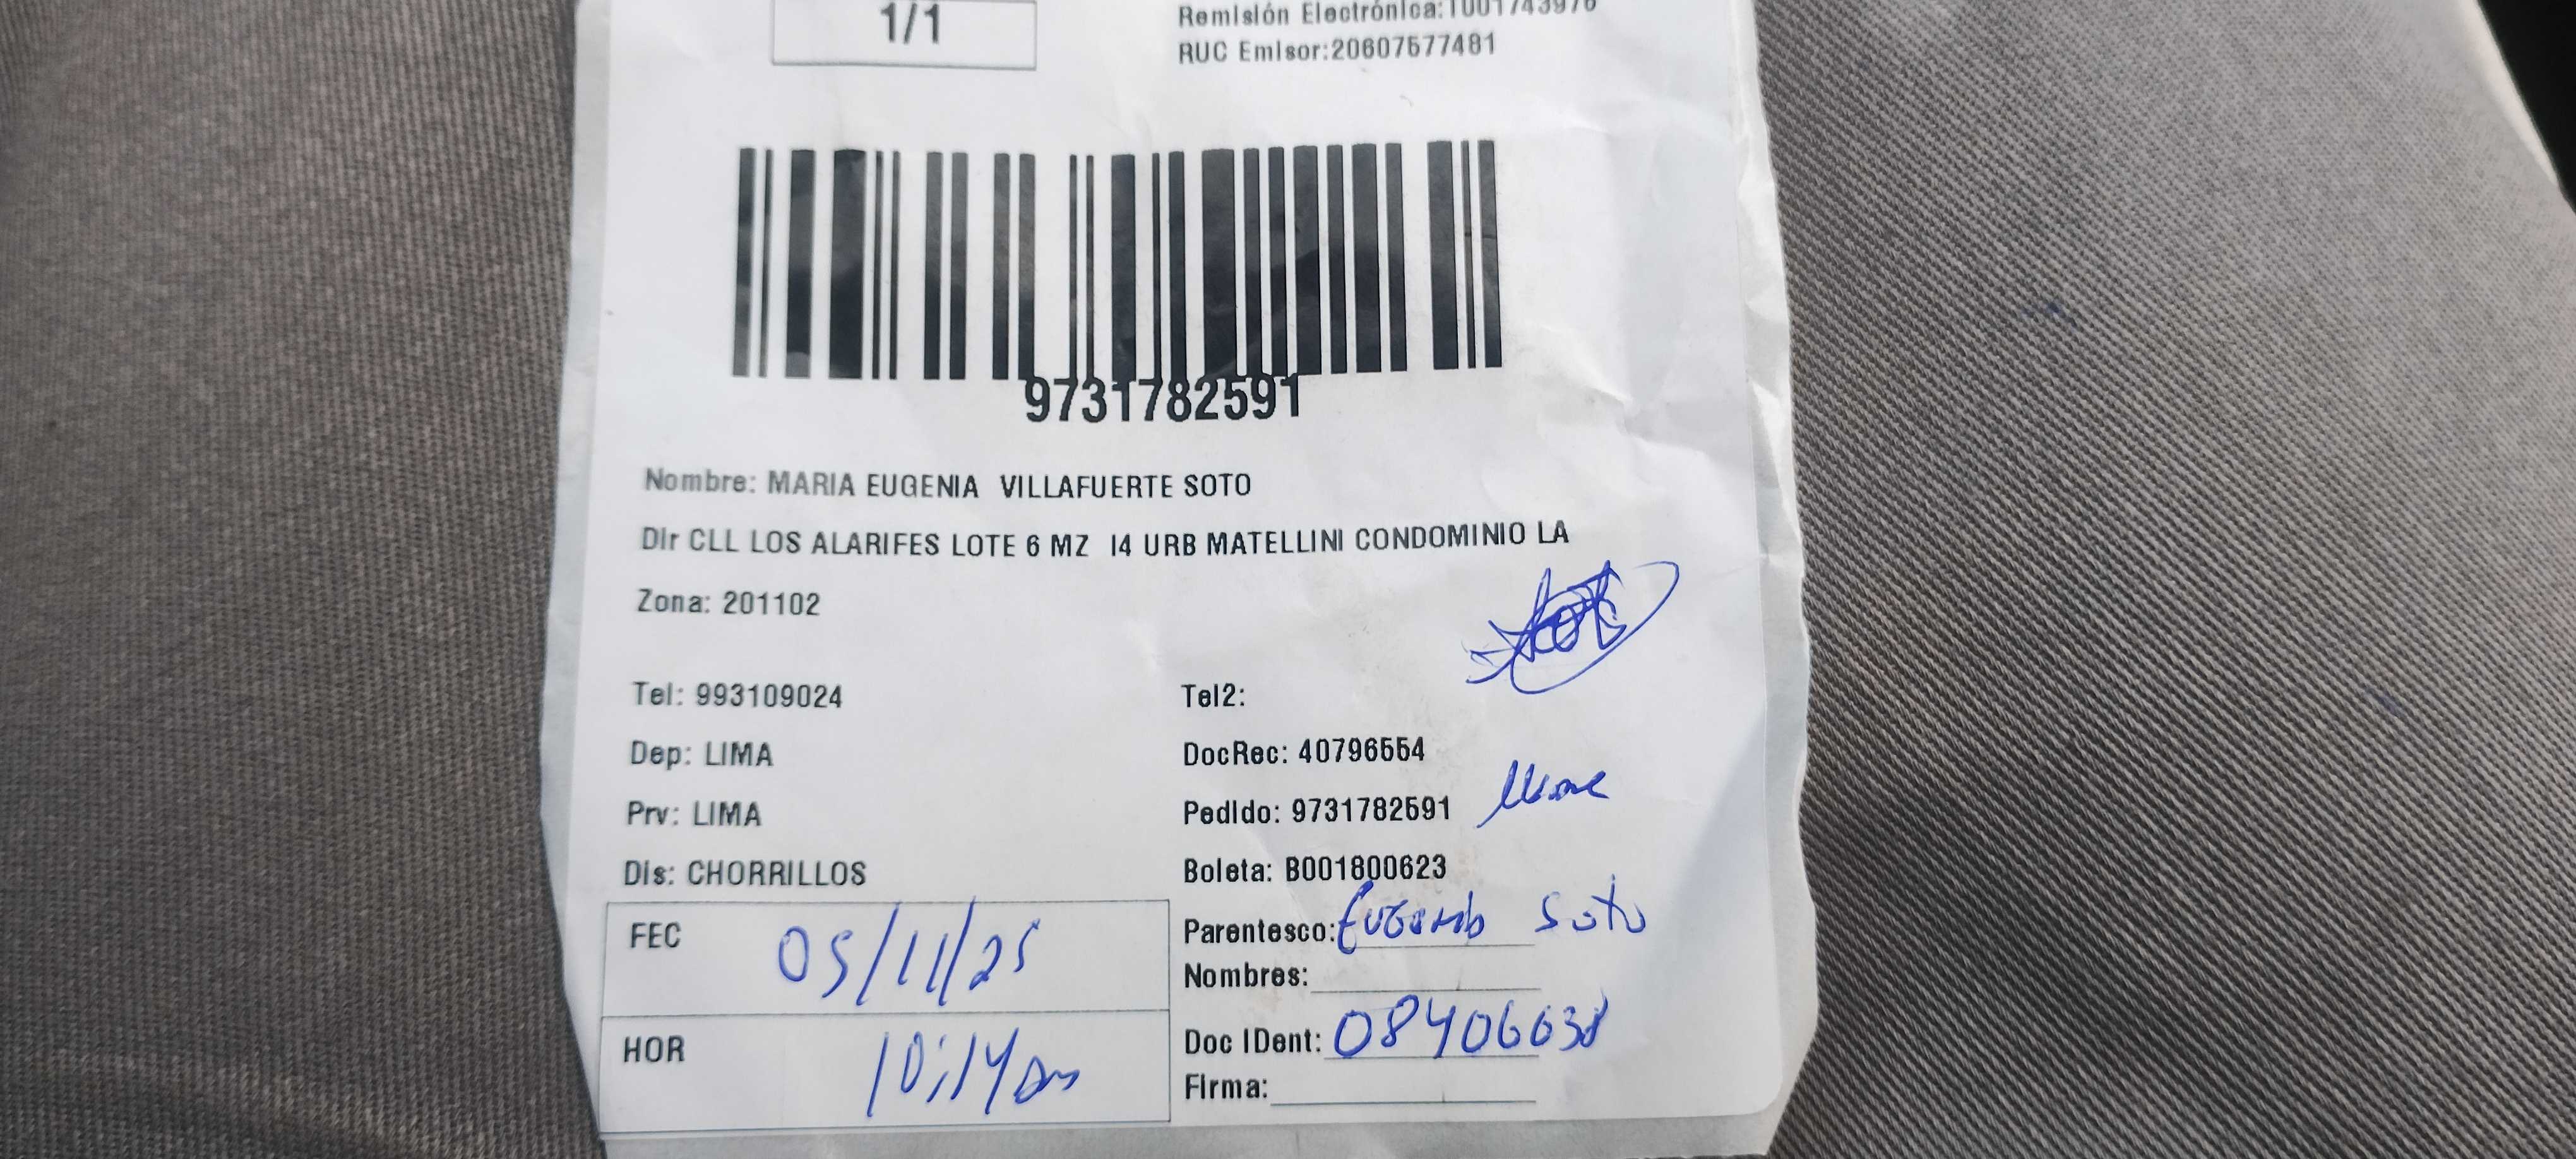 1/1
Remisión Electrónica:T001743976
RUC Emisor:20607577481
9731782591
Nombre: MARIA EUGENIA VILLAFUERTE SOTO
Dir CLL LOS ALARIFES LOTE 6 MZ I4 URB MATELLINI CONDOMINIO LA
Zona: 201102
Tel: 993109024
Tel2:
Dep: LIMA
DocRec: 40796554
Prv: LIMA
Pedido: 9731782591
Dis: CHORRILLOS
Boleta: B001800623
FEC 05/11/25
Parentesco: Soto
Nombres:
HOR 10:14 am
Doc IDent: 08406638
Firma: